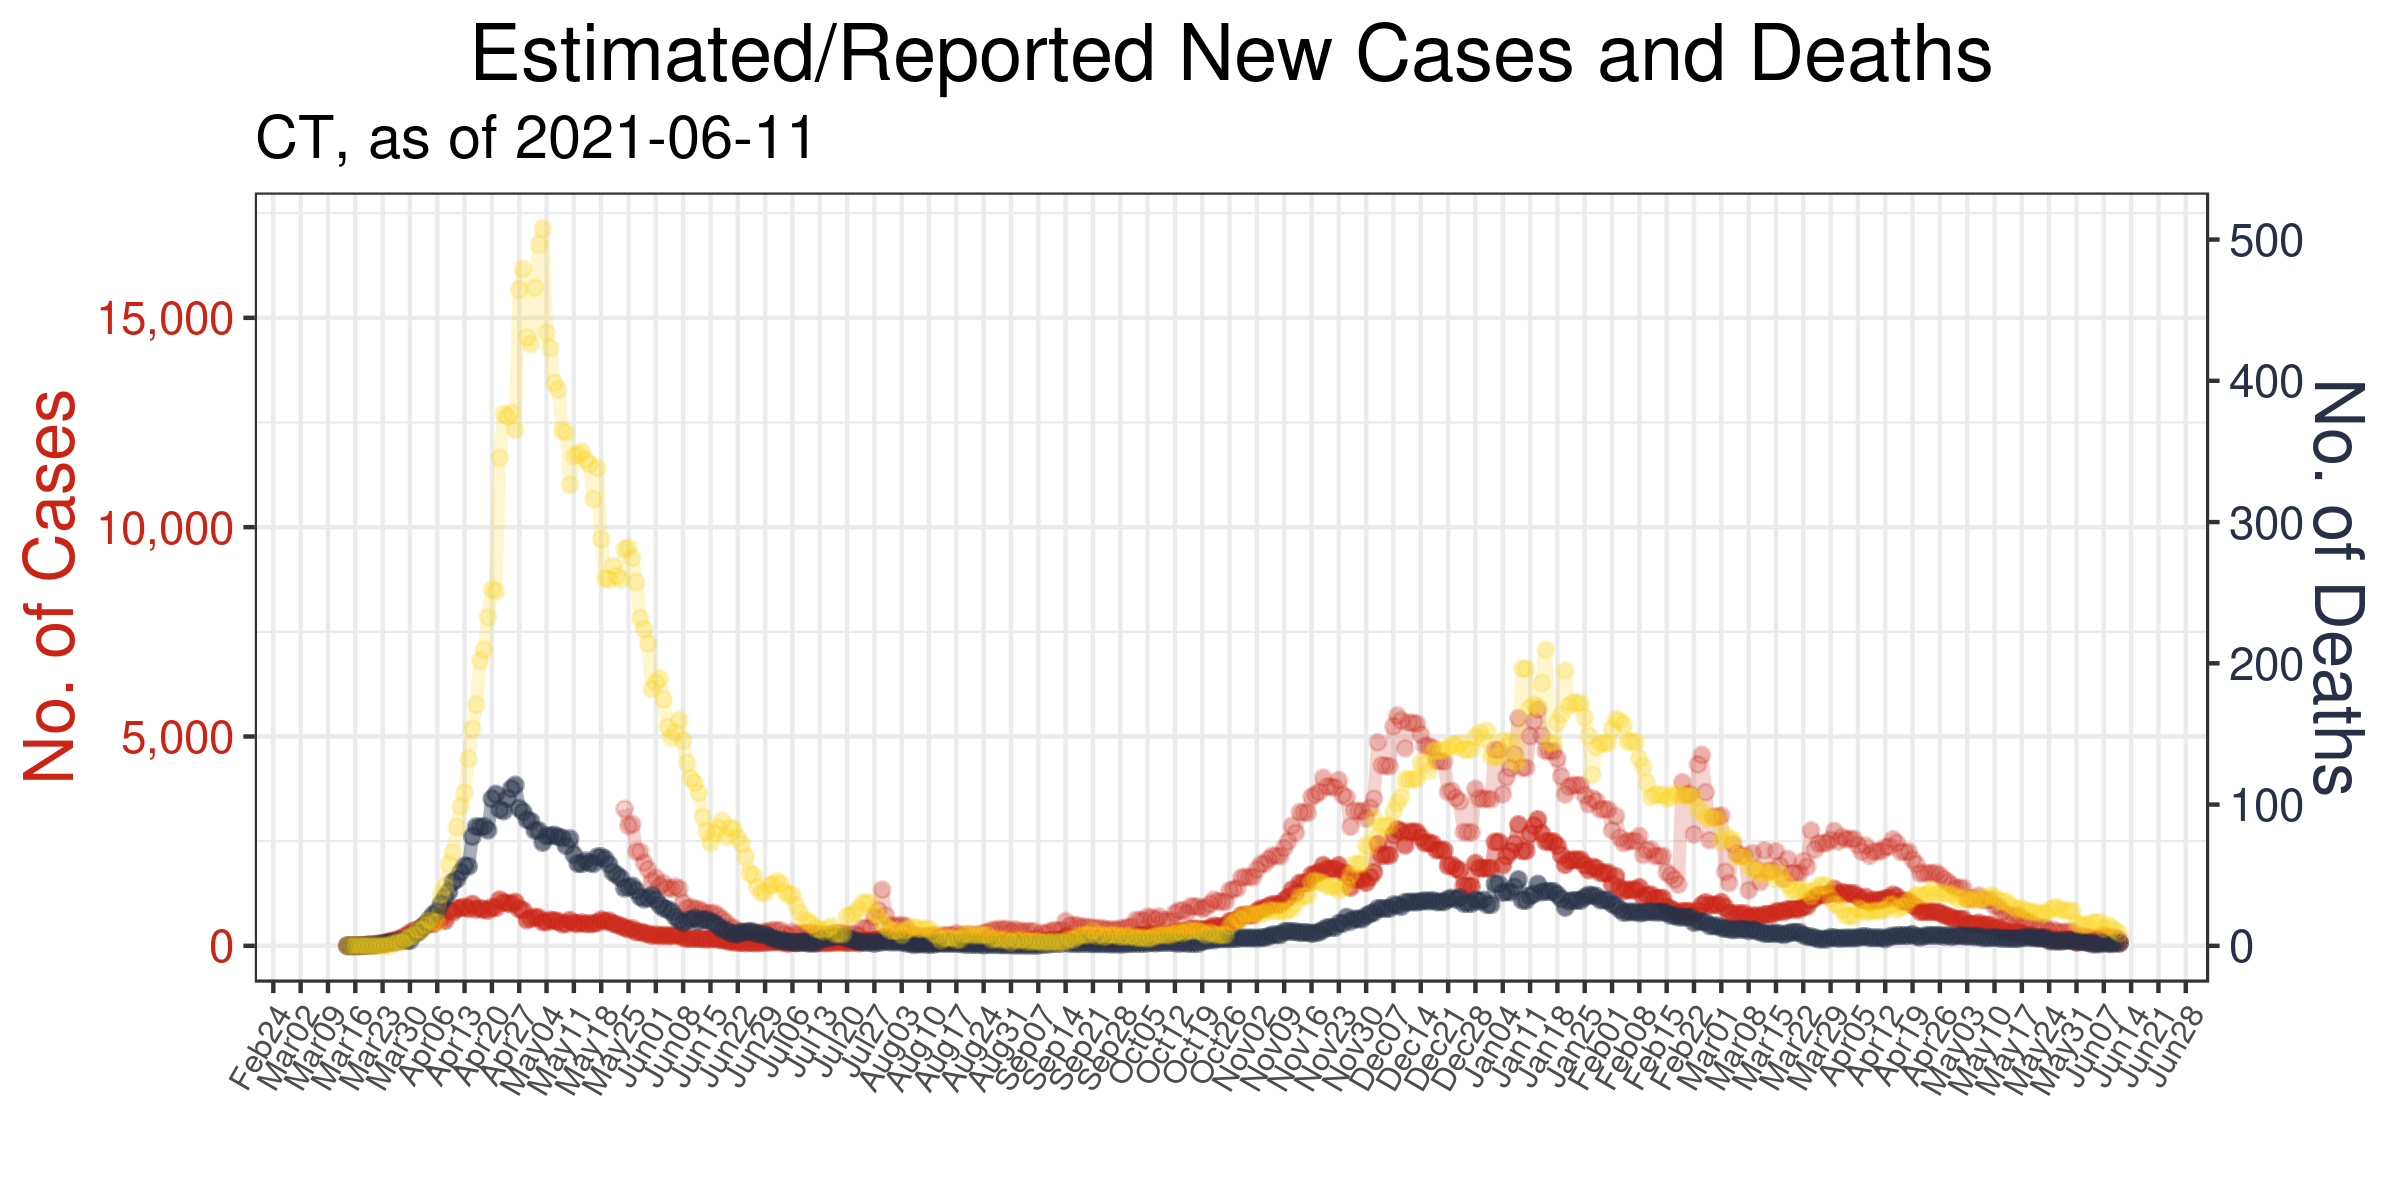 Estimated/Reported New Cases and Deaths
CT, as of 2021-06-11
No. of Cases
15,000
10,000
5,000
0
500
400
300
200
100
0
No. of Deaths
Feb24
Mar02
Mar09
Mar16
Mar23
Mar30
Apr06
Apr13
Apr20
Apr27
May04
May11
May18
May25
Jun01
Jun08
Jun15
Jun22
Jun29
Jul06
Jul13
Jul20
Jul27
Aug03
Aug10
Aug17
Aug24
Aug31
Sep07
Sep14
Sep21
Sep28
Oct05
Oct12
Oct19
Oct26
Nov02
Nov09
Nov16
Nov23
Nov30
Dec07
Dec14
Dec21
Dec28
Jan04
Jan11
Jan18
Jan25
Feb01
Feb08
Feb15
Feb22
Mar01
Mar08
Mar15
Mar22
Mar29
Apr05
Apr12
Apr19
Apr26
May03
May10
May17
May24
May31
Jun07
Jun14
Jun21
Jun28